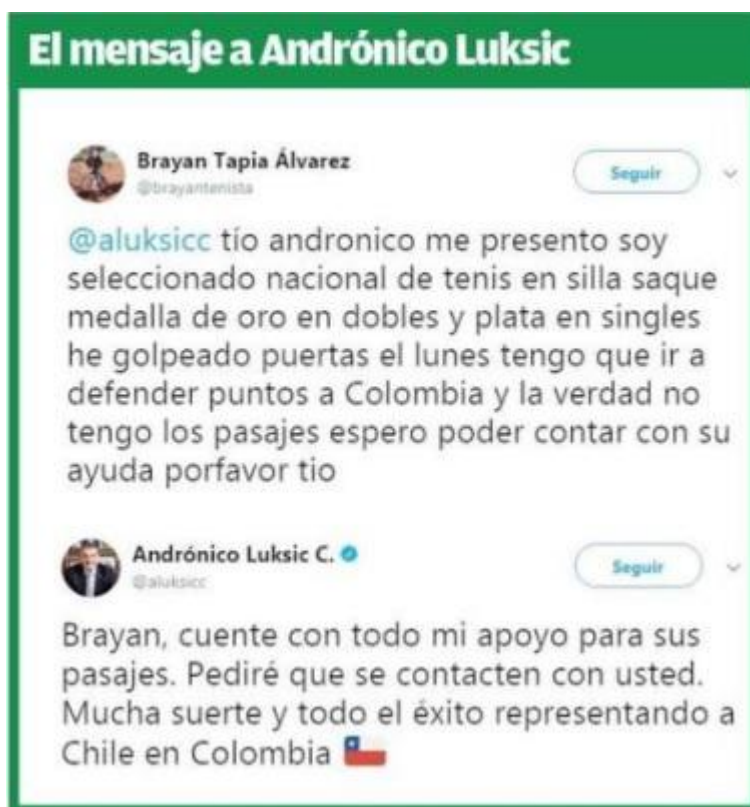 El mensaje a Andrónico Luksic
Brayan Tapia Álvarez
@brayantenista
Seguir
@aluksicc tío andronico me presento soy
seleccionado nacional de tenis en silla saque
medalla de oro en dobles y plata en singles
he golpeado puertas el lunes tengo que ir a
defender puntos a Colombia y la verdad no
tengo los pasajes espero poder contar con su
ayuda porfavor tio
Andrónico Luksic C.
@aluksicc
Seguir
Brayan, cuente con todo mi apoyo para sus
pasajes. Pediré que se contacten con usted.
Mucha suerte y todo el éxito representando a
Chile en Colombia 🇨🇱